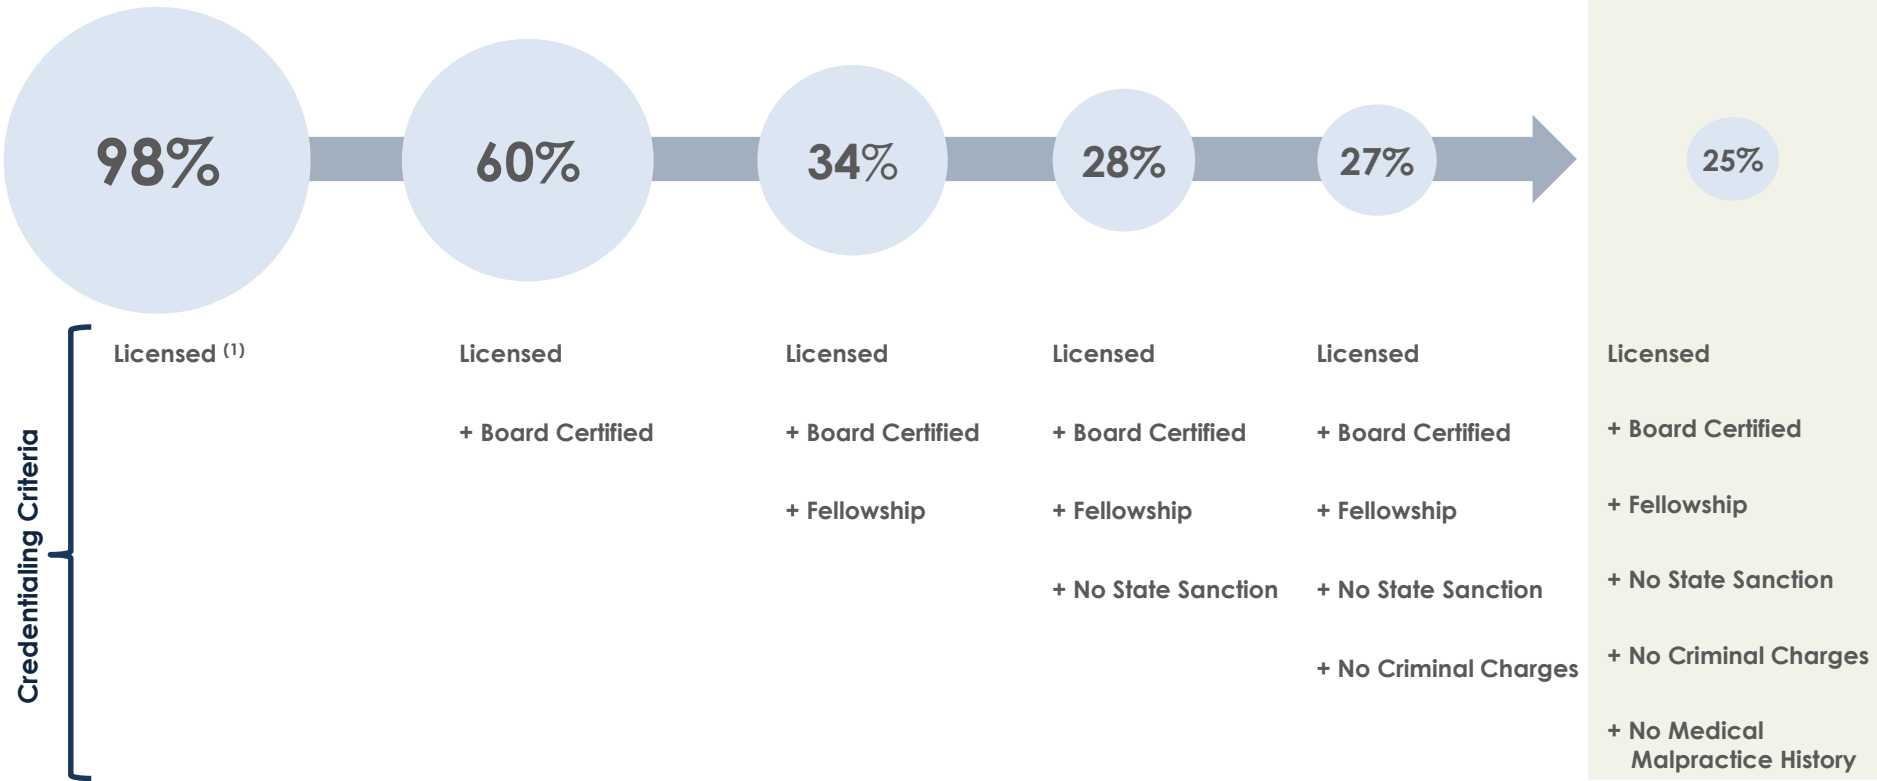 98%
60%
34%
28%
27%
25%
Credentialing Criteria
Licensed (1)
Licensed
+ Board Certified
Licensed
+ Board Certified
+ Fellowship
Licensed
+ Board Certified
+ Fellowship
+ No State Sanction
Licensed
+ Board Certified
+ Fellowship
+ No State Sanction
+ No Criminal Charges
Licensed
+ Board Certified
+ Fellowship
+ No State Sanction
+ No Criminal Charges
+ No Medical
Malpractice History